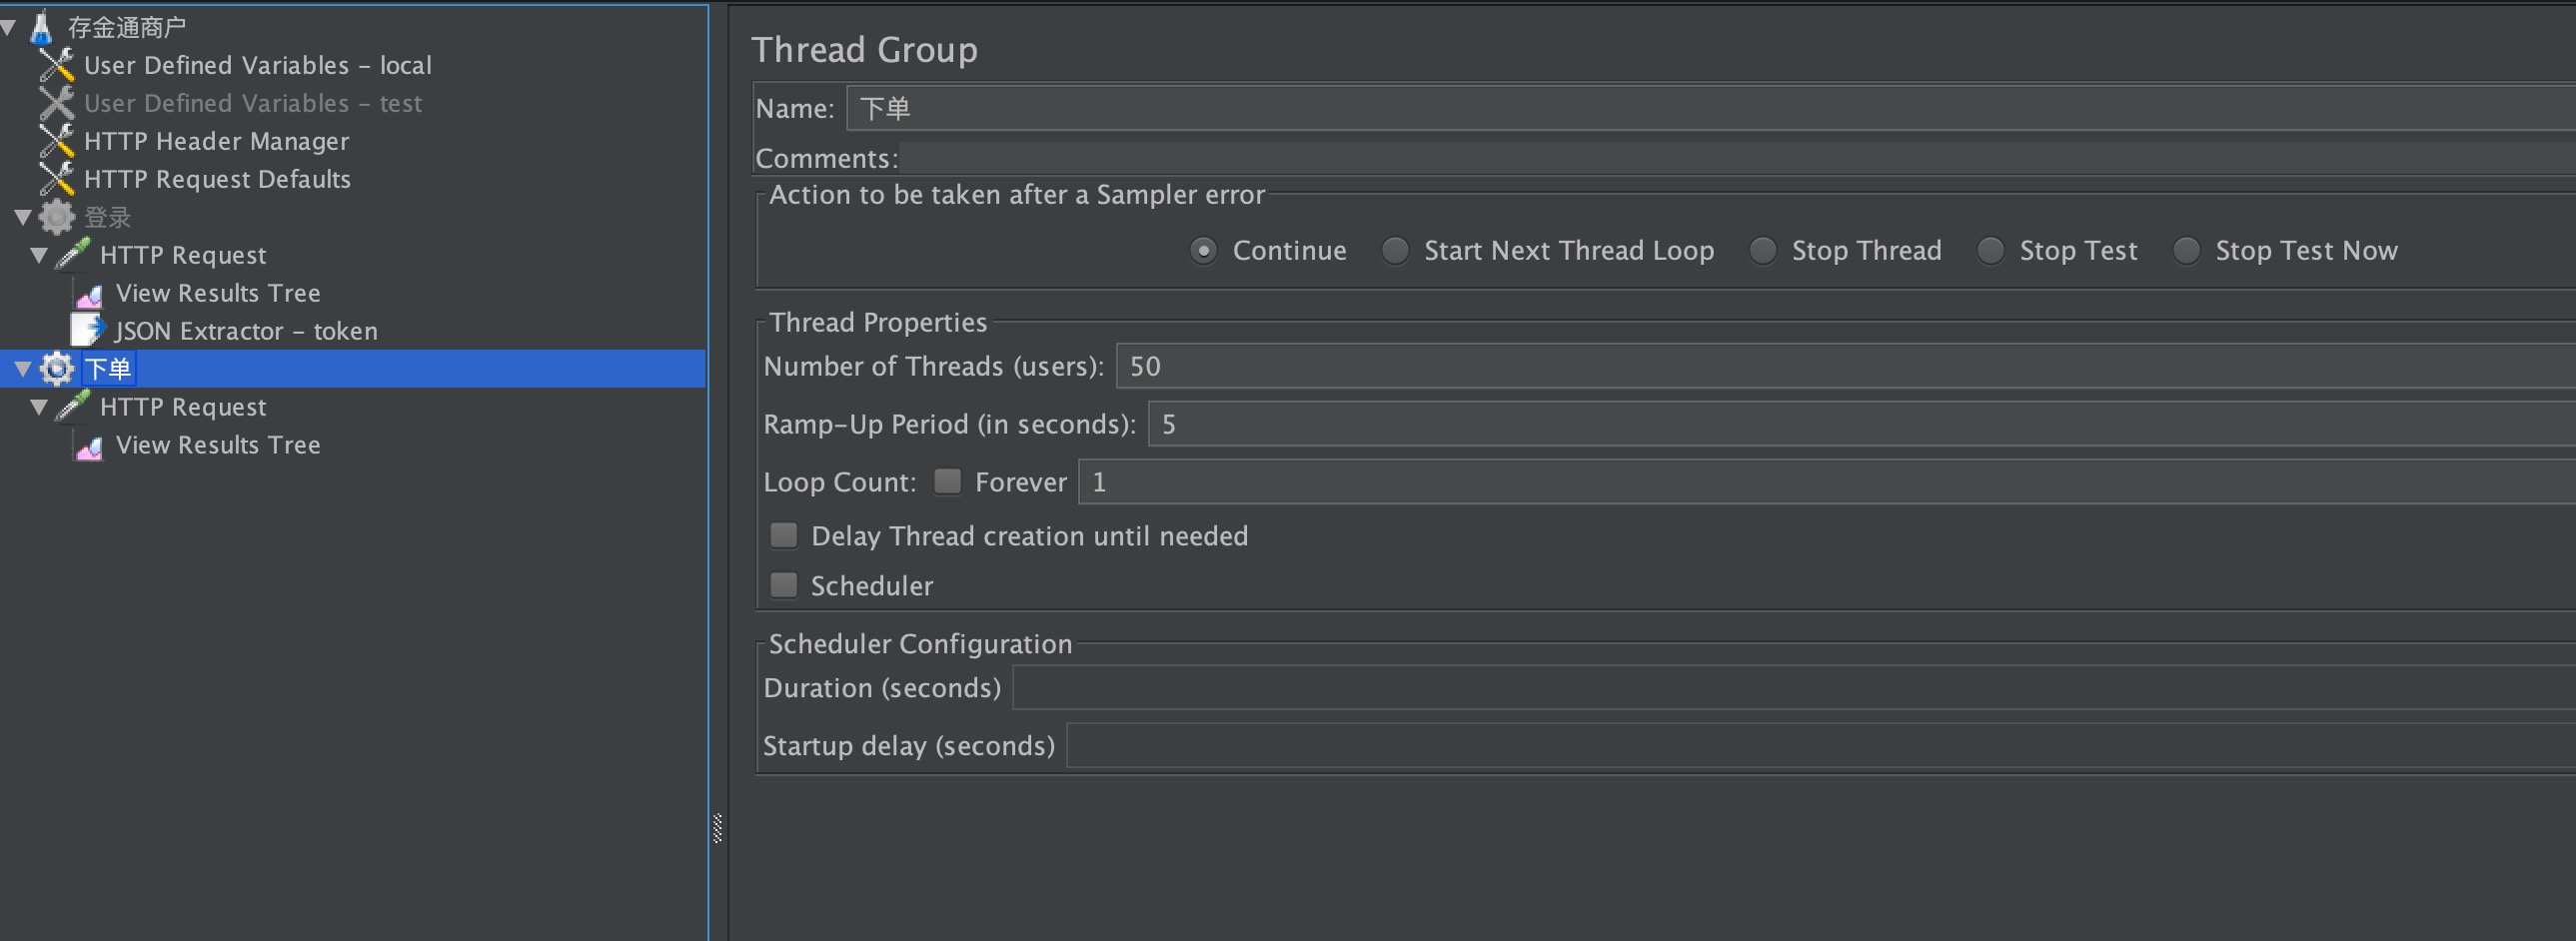 存金通商户
User Defined Variables - local
User Defined Variables - test
HTTP Header Manager
HTTP Request Defaults
登录
HTTP Request
View Results Tree
JSON Extractor - token
下单
HTTP Request
View Results Tree
Thread Group
Name: 下单
Comments:
Action to be taken after a Sampler error
Continue Start Next Thread Loop Stop Thread Stop Test Stop Test Now
Thread Properties
Number of Threads (users): 50
Ramp-Up Period (in seconds): 5
Loop Count: Forever 1
Delay Thread creation until needed
Scheduler
Scheduler Configuration
Duration (seconds)
Startup delay (seconds)